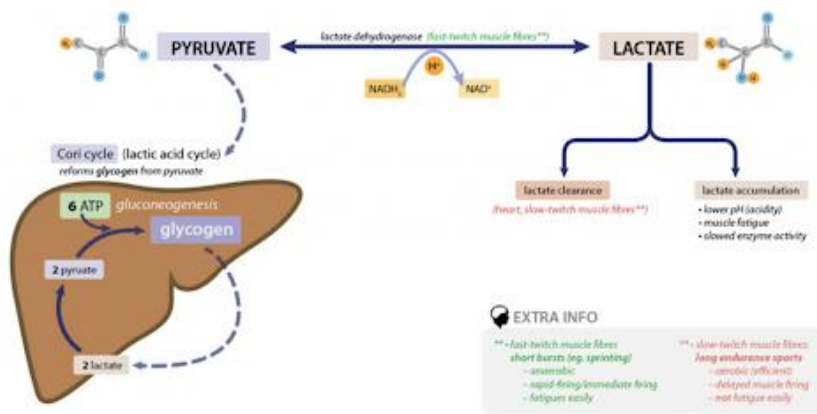 PYRUVATE
lactate dehydrogenase (fast-twitch muscle fibres**)
LACTATE
H⁺
NADH₂
NAD⁺
Cori cycle (lactic acid cycle)
reforms glycogen from pyruvate
6 ATP gluconeogenesis
glycogen
2 pyruate
2 lactate
lactate clearance
(heart, slow-twitch muscle fibres**)
lactate accumulation
• lower pH (acidity)
• muscle fatigue
• slowed enzyme activity
EXTRA INFO
** • fast-twitch muscle fibres
short bursts (eg. sprinting)
– anaerobic
– rapid-firing/immediate firing
– fatigues easily
** • slow-twitch muscle fibres
long endurance sports
– aerobic (efficient)
– delayed muscle firing
– not fatigue easily